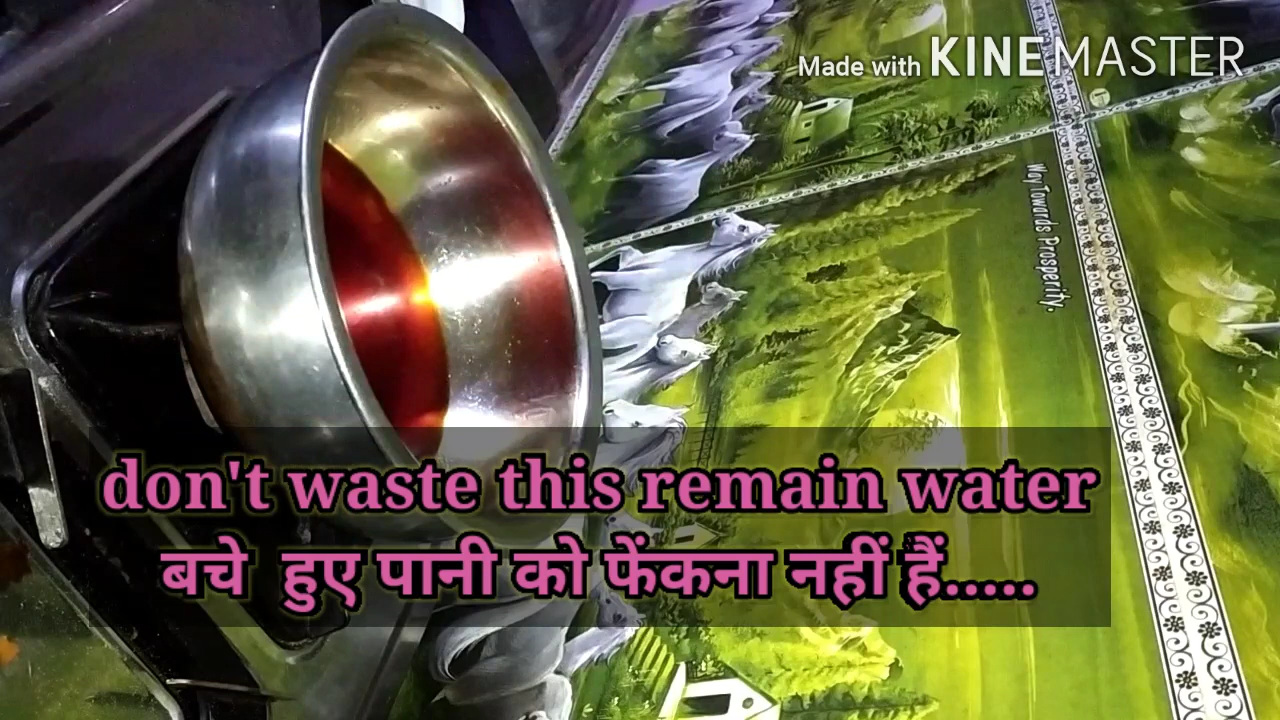 Made with KINEMASTER
Way Towards Prosperity.
don't waste this remain water
बचे हुए पानी को फेंकना नहीं हैं.....